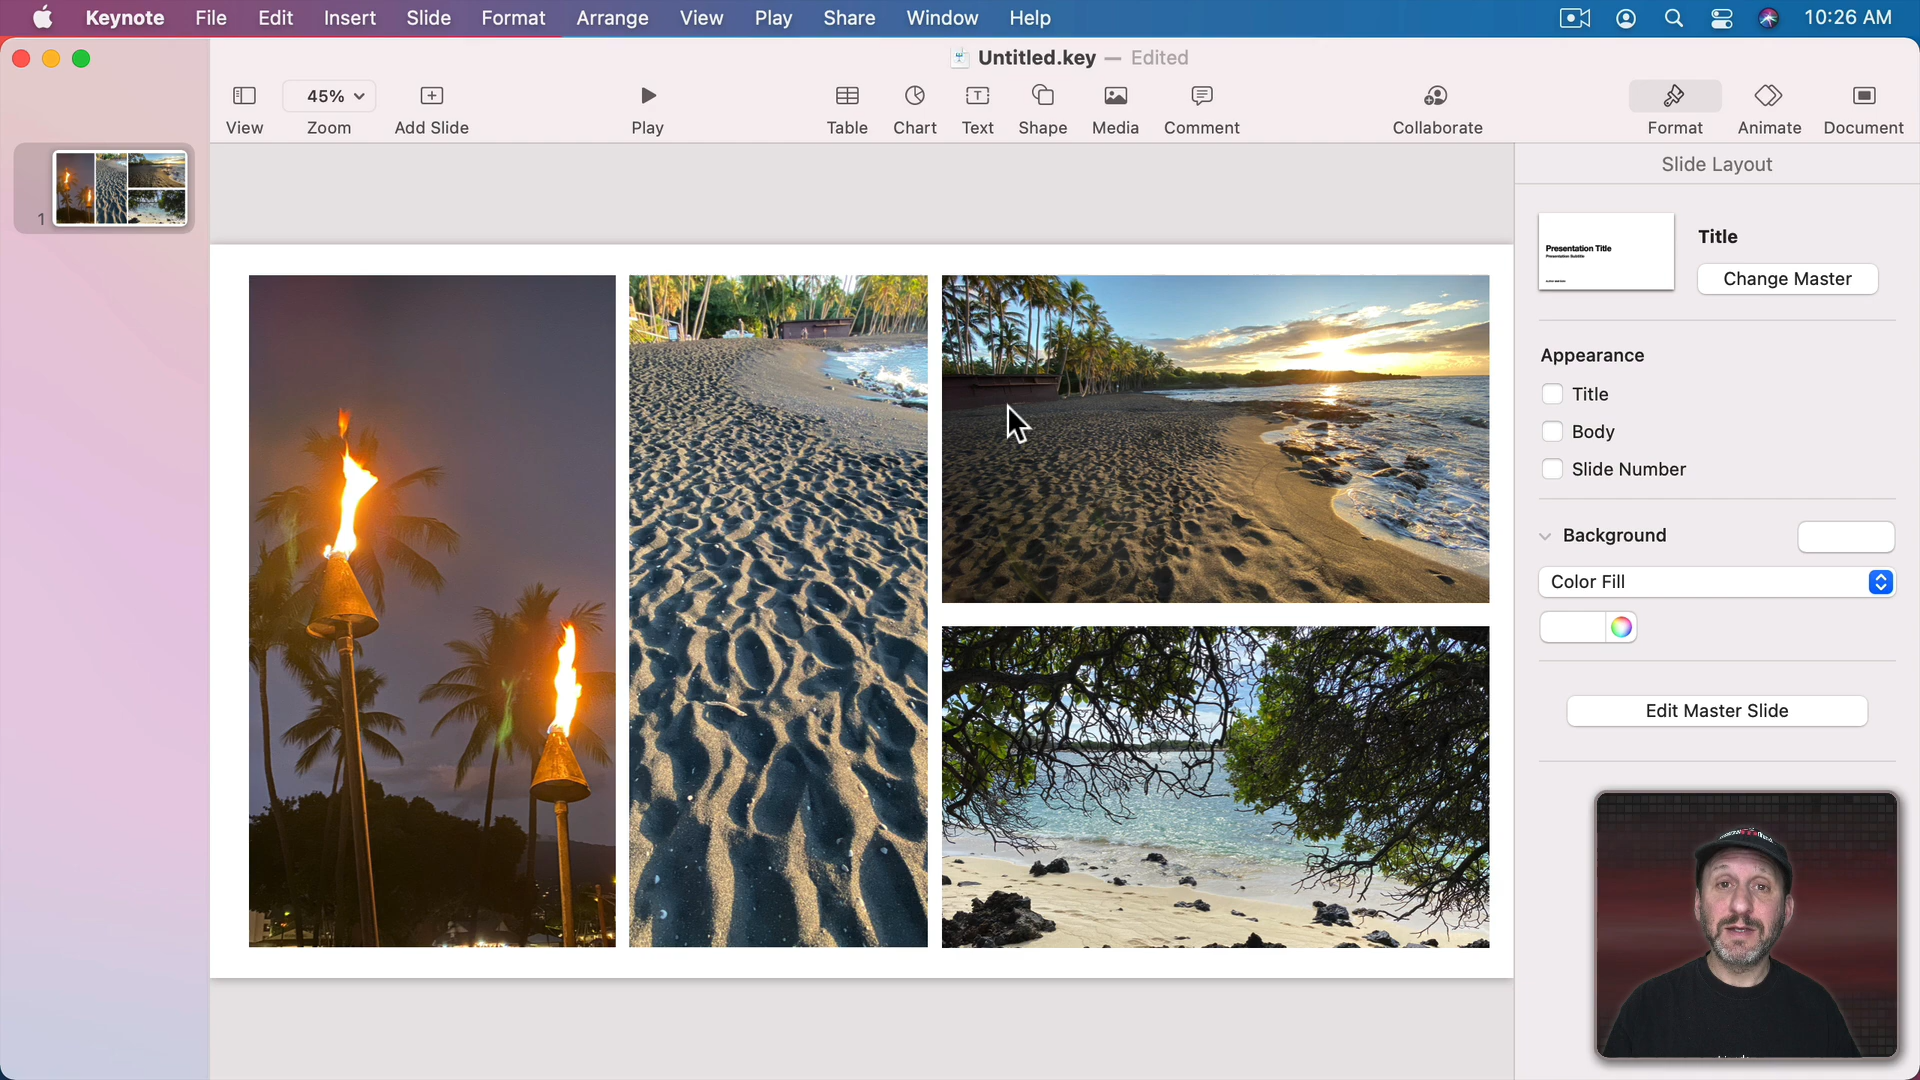 Keynote File Edit Insert Slide Format Arrange View Play Share Window Help 10:26 AM
Untitled.key — Edited
45%
View Zoom Add Slide Play Table Chart Text Shape Media Comment Collaborate Format Animate Document
Slide Layout
Presentation Title
Presentation Subtitle
Title
Change Master
Appearance
Title
Body
Slide Number
Background
Color Fill
Edit Master Slide
1